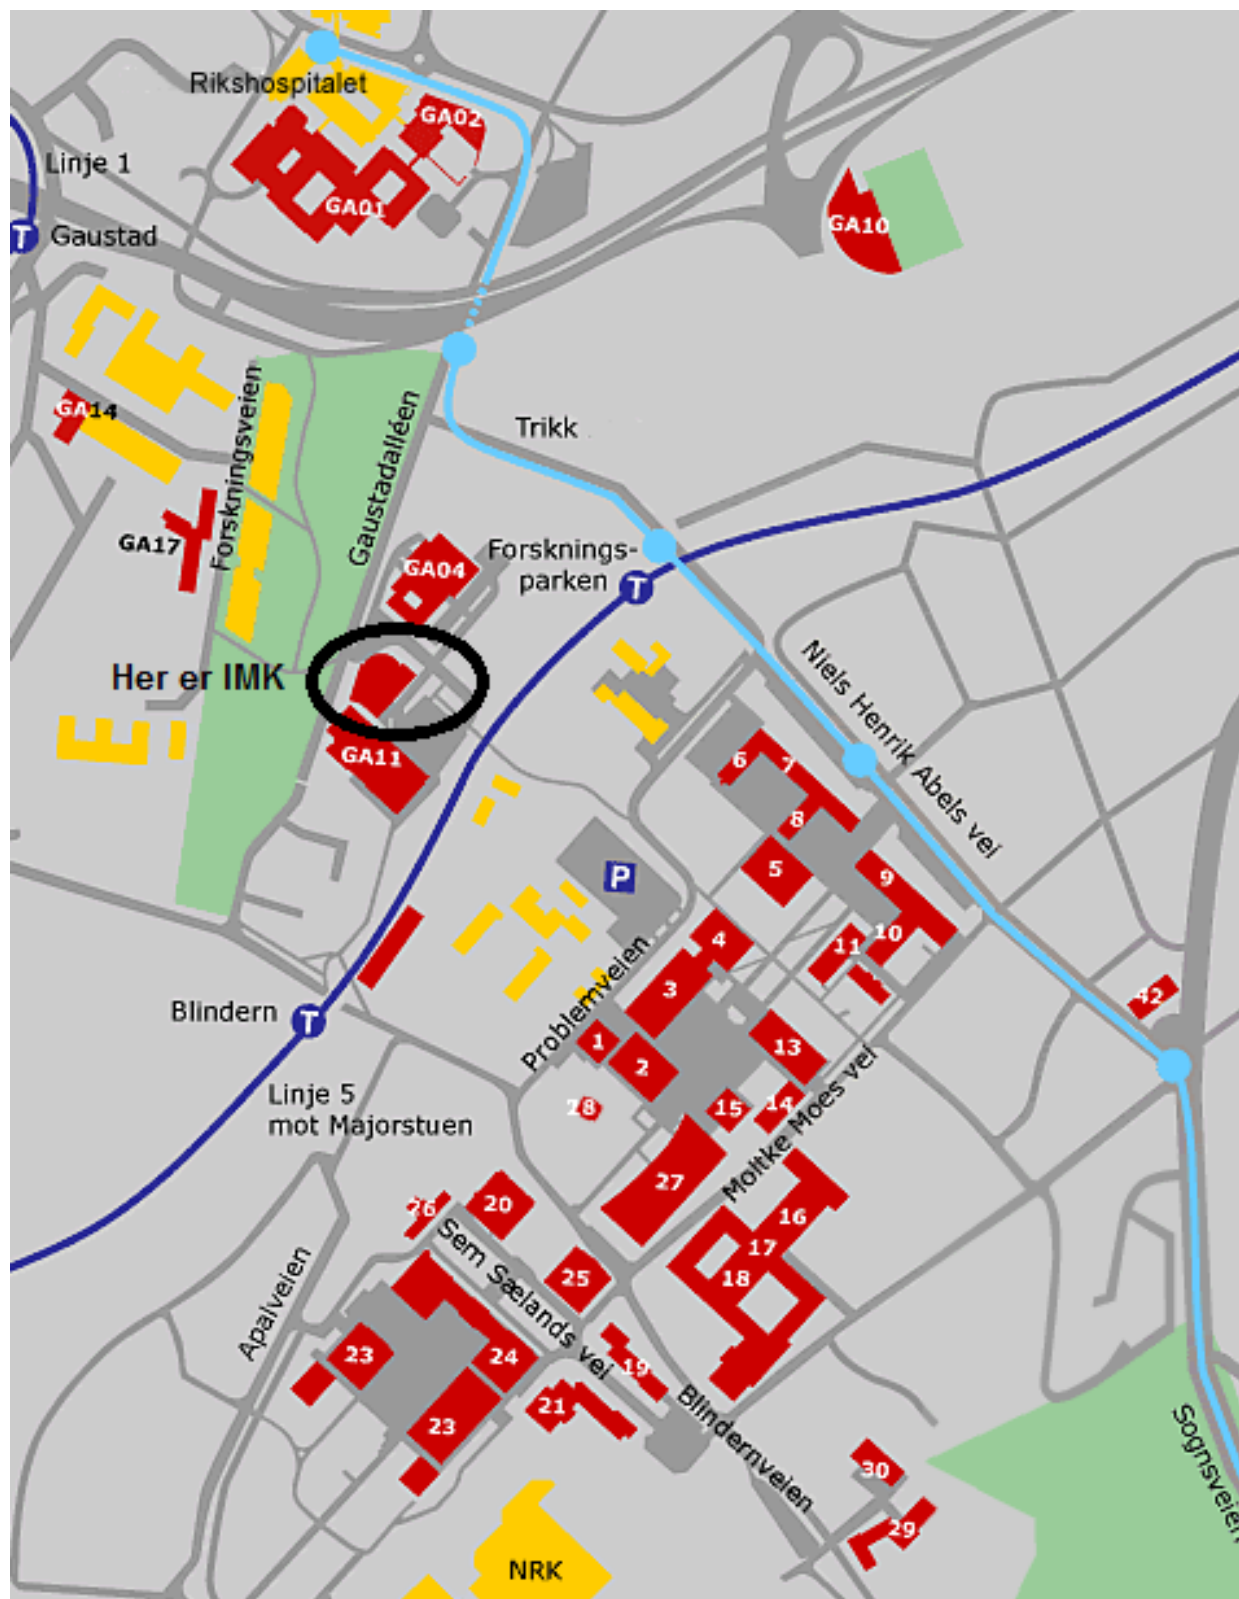 Rikshospitalet
GA02
Linje 1
GA01
T
Gaustad
GA10
GA14
Forskningsveien
Gaustadalléen
Trikk
GA17
GA04
Forsknings-
parken
T
Her er IMK
Niels Henrik Abels vei
GA11
6
7
8
5
P
9
4
11
10
3
42
Problemveien
Blindern
T
1
2
13
Linje 5
mot Majorstuen
28
15
14
Moltke Moes vei
27
26
20
16
Sem Sælands vei
17
25
18
Apalveien
23
24
19
21
23
Blindernveien
Sognsveien
30
29
NRK